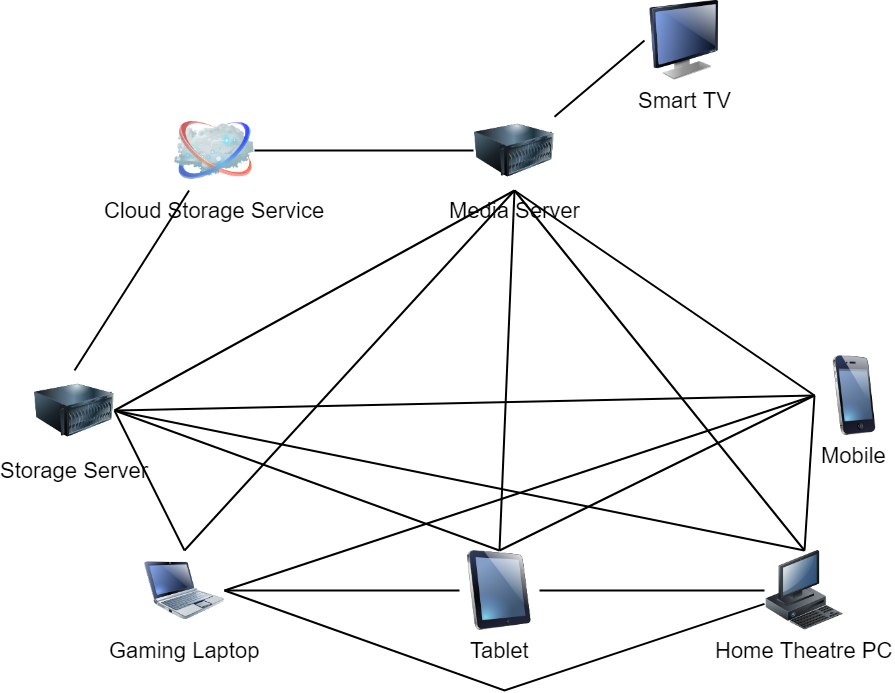 Smart TV
Cloud Storage Service
Media Server
Mobile
Storage Server
Gaming Laptop
Tablet
Home Theatre PC